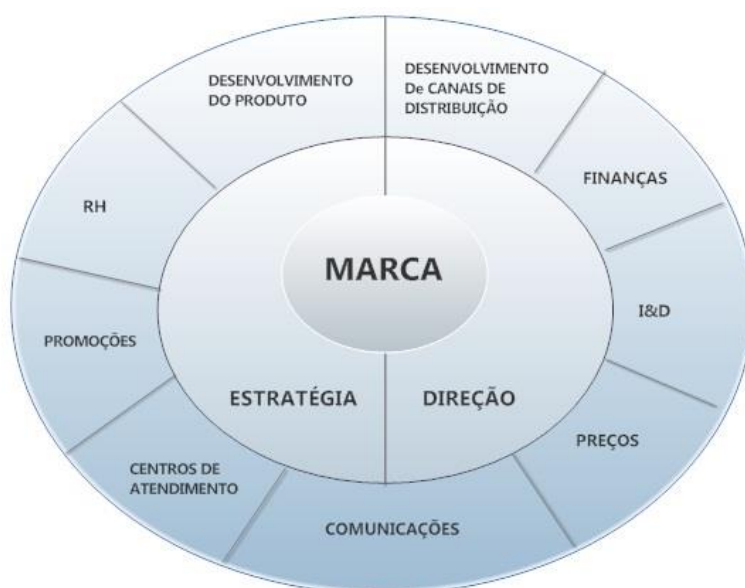 DESENVOLVIMENTO
DO PRODUTO
DESENVOLVIMENTO
De CANAIS DE
DISTRIBUIÇÃO
FINANÇAS
RH
MARCA
I&D
PROMOÇÕES
ESTRATÉGIA
DIREÇÃO
PREÇOS
CENTROS DE
ATENDIMENTO
COMUNICAÇÕES